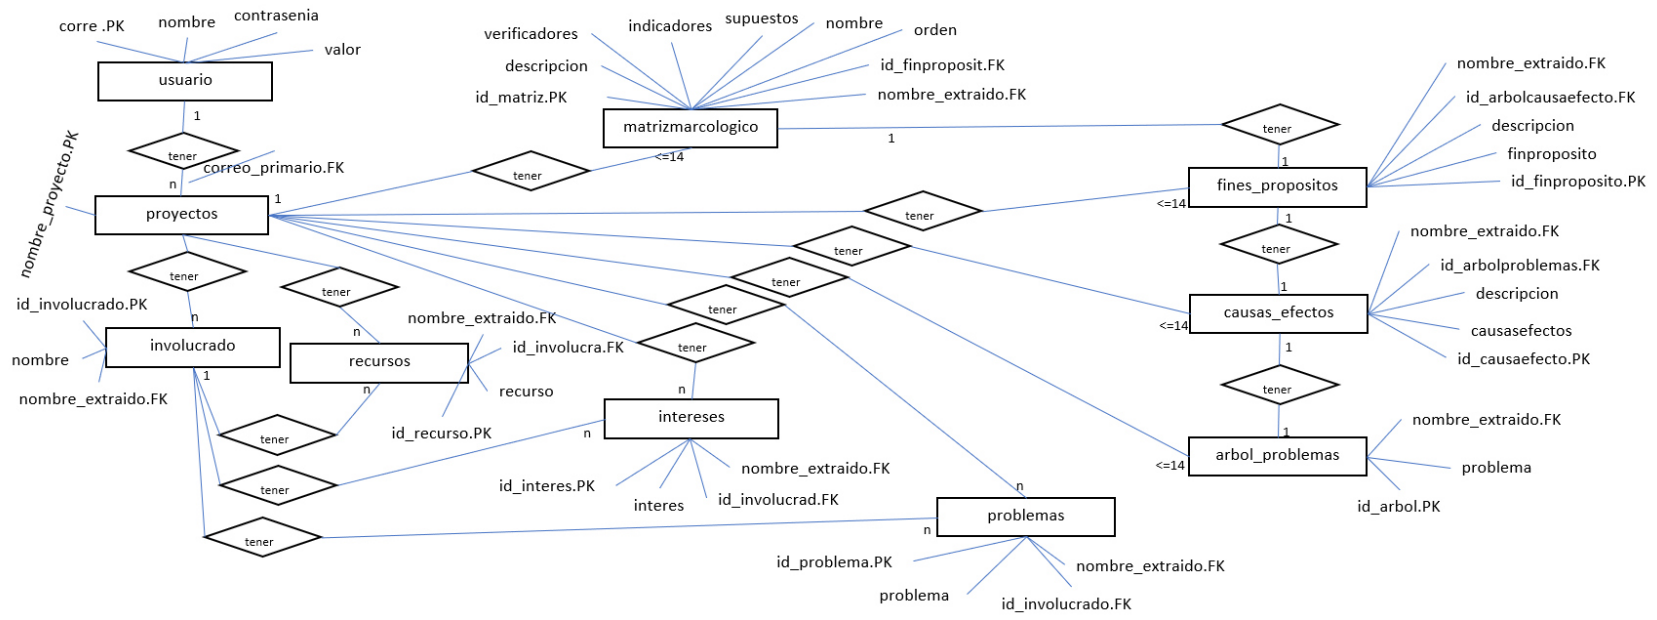 corre .PK
nombre
contrasenia
valor
usuario
1
tener
correo_primario.FK
n
nombre_proyecto.PK
proyectos
1
verificadores
indicadores
supuestos
nombre
orden
descripcion
id_finproposit.FK
id_matriz.PK
nombre_extraido.FK
matrizmarcologico
<=14
1
tener
tener
1
nombre_extraido.FK
id_arbolcausaefecto.FK
descripcion
finproposito
id_finproposito.PK
fines_propositos
<=14
1
tener
tener
tener
1
tener
tener
tener
nombre_extraido.FK
id_arbolproblemas.FK
descripcion
causasefectos
id_causaefecto.PK
causas_efectos
<=14
1
tener
1
tener
n
tener
n
id_involucrado.PK
nombre
nombre_extraido.FK
involucrado
1
recursos
n
nombre_extraido.FK
id_involucra.FK
recurso
id_recurso.PK
tener
n
intereses
n
id_interes.PK
interes
id_involucrad.FK
nombre_extraido.FK
tener
tener
tener
nombre_extraido.FK
problema
id_arbol.PK
arbol_problemas
<=14
n
problemas
n
id_problema.PK
problema
id_involucrado.FK
nombre_extraido.FK